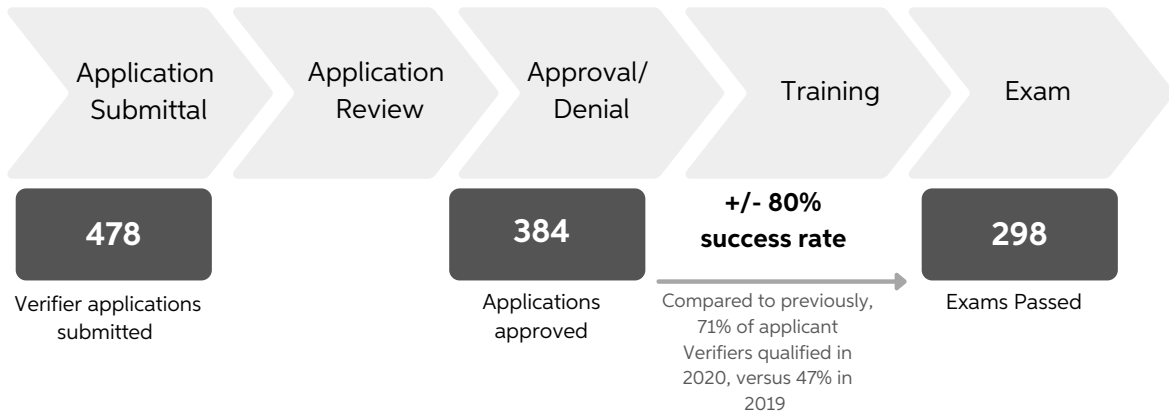 Application
Submittal
Application
Review
Approval/
Denial
Training
Exam
478
384
+/- 80%
success rate
298
Verifier applications
submitted
Applications
approved
Compared to previously,
71% of applicant
Verifiers qualified in
2020, versus 47% in
2019
Exams Passed